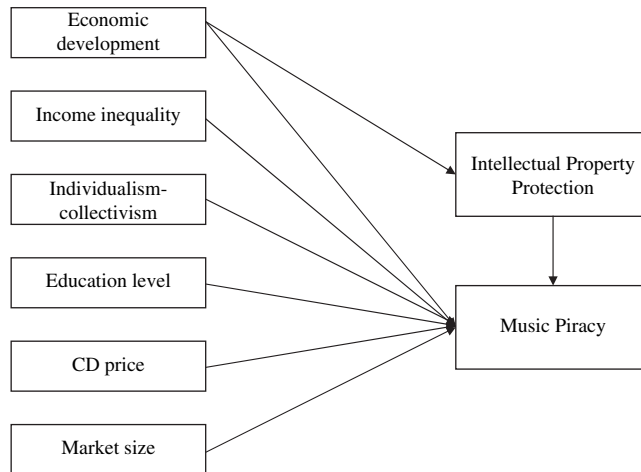 Economic
development
Income inequality
Individualism-
collectivism
Education level
CD price
Market size
Intellectual Property
Protection
Music Piracy